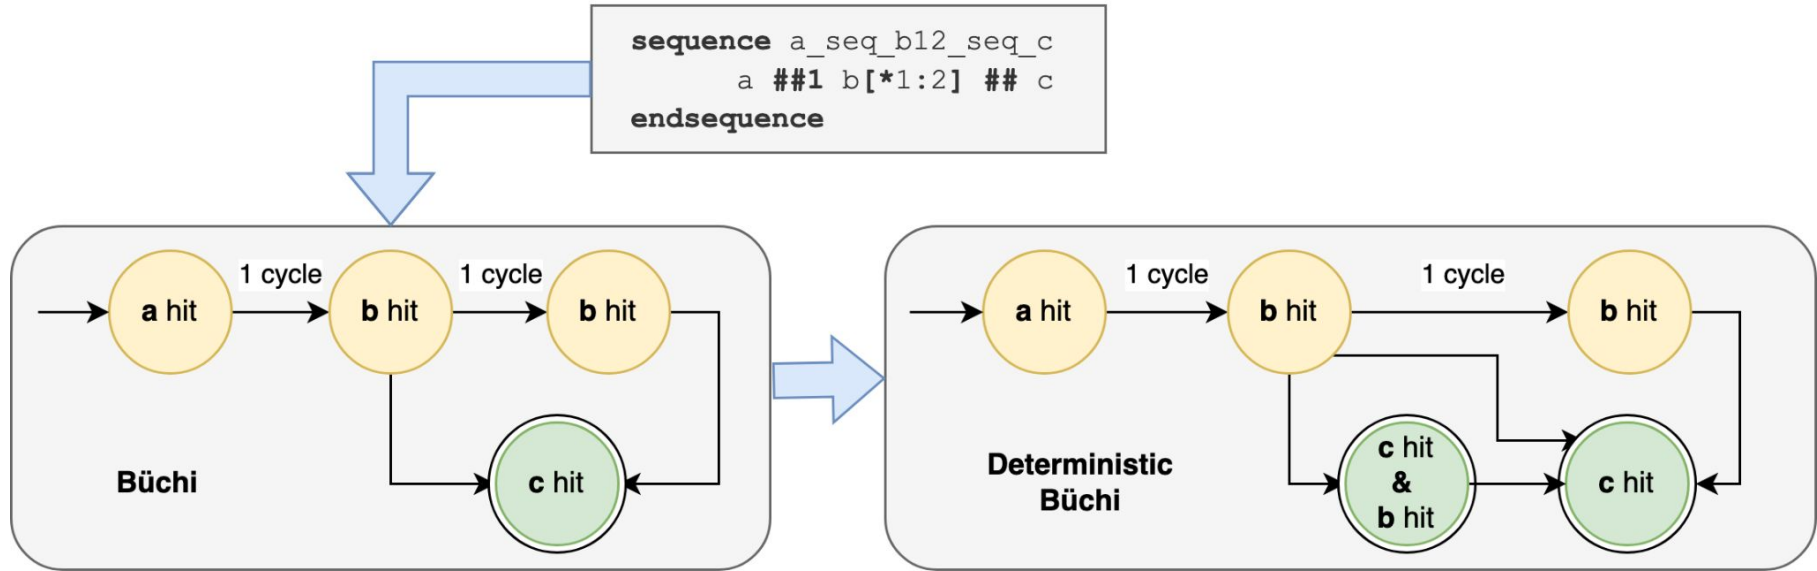 sequence a_seq_b12_seq_c
a ##1 b[*1:2] ## c
endsequence
a hit
1 cycle
b hit
1 cycle
b hit
Büchi
c hit
a hit
1 cycle
b hit
1 cycle
b hit
Deterministic
Büchi
c hit
&
b hit
c hit